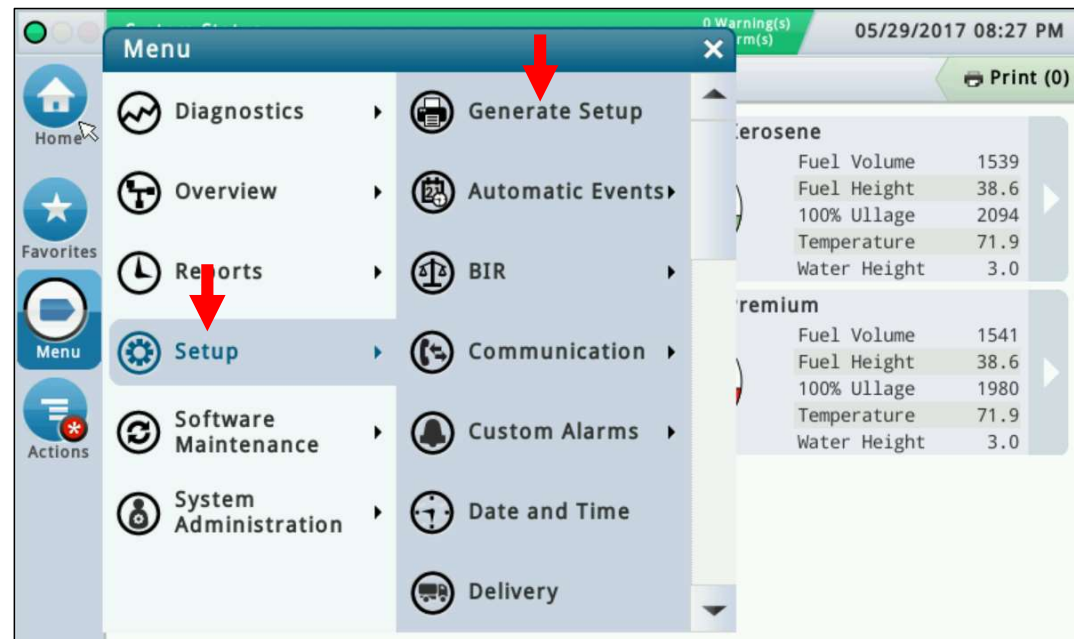 0 Warning(s)
05/29/2017 08:27 PM
Menu
Print (0)
Home
Favorites
Menu
Actions
Diagnostics
Overview
Reports
Setup
Software
Maintenance
System
Administration
Generate Setup
Automatic Events
BIR
Communication
Custom Alarms
Date and Time
Delivery
erosene
Fuel Volume 1539
Fuel Height 38.6
100% Ullage 2094
Temperature 71.9
Water Height 3.0
remium
Fuel Volume 1541
Fuel Height 38.6
100% Ullage 1980
Temperature 71.9
Water Height 3.0